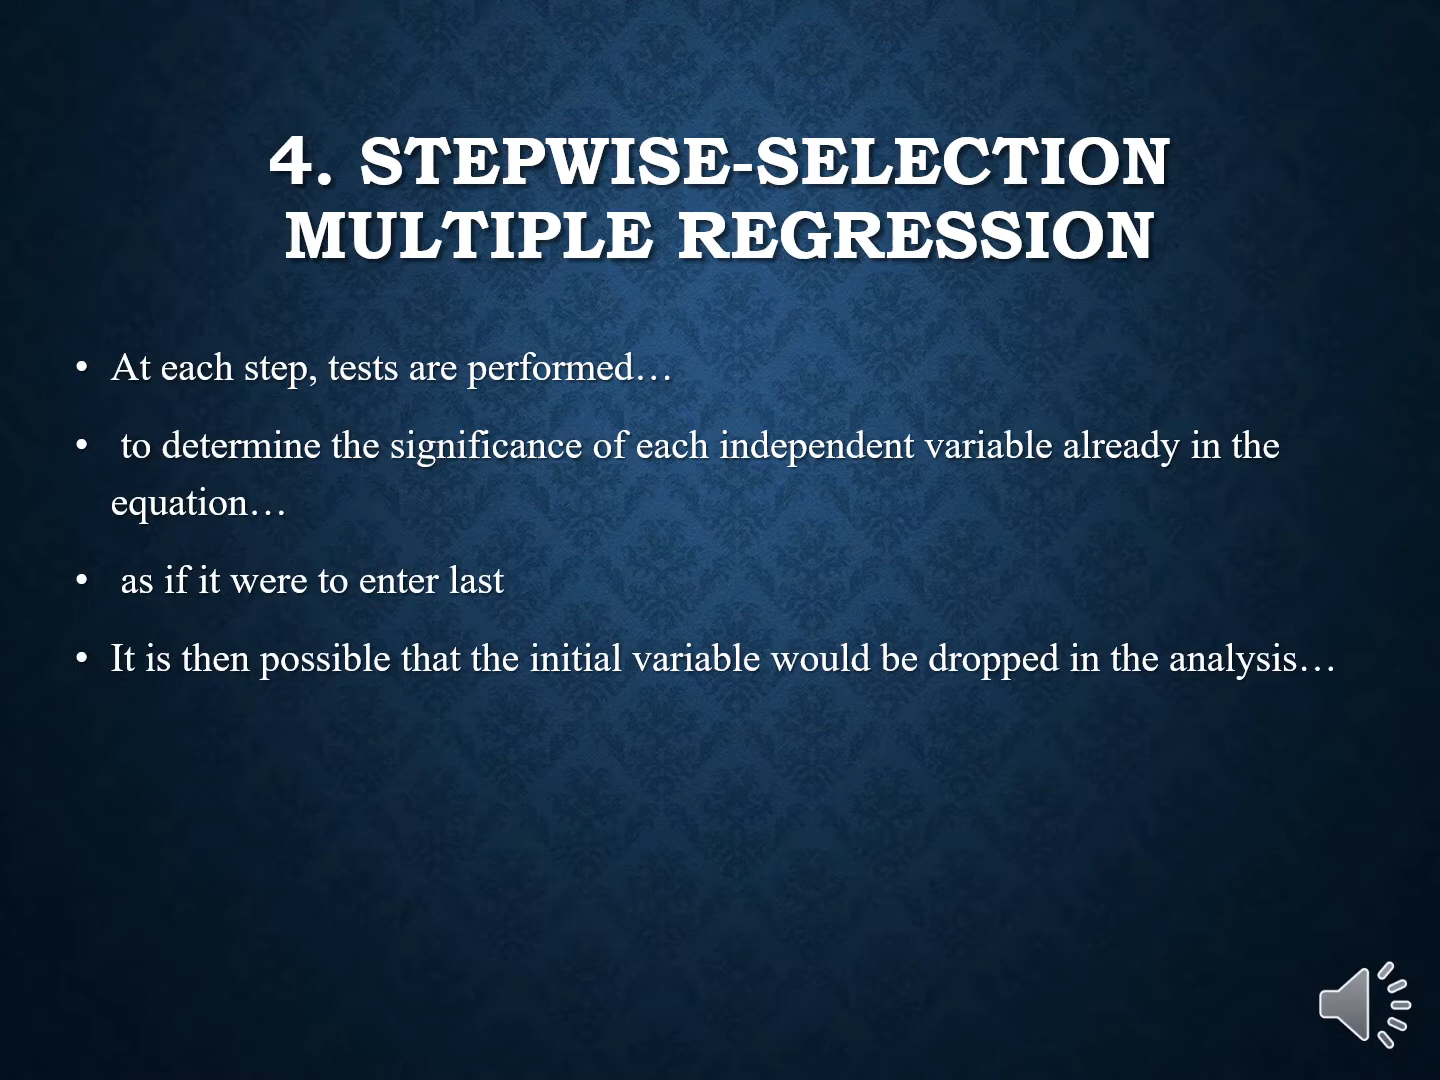 4. STEPWISE-SELECTION
MULTIPLE REGRESSION
• At each step, tests are performed…
• to determine the significance of each independent variable already in the
equation…
• as if it were to enter last
• It is then possible that the initial variable would be dropped in the analysis…